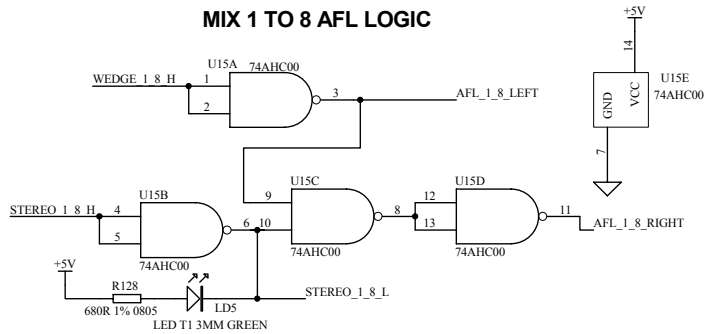 MIX 1 TO 8 AFL LOGIC
+5V
14
U15A
74AHC00
WEDGE_1_8_H
1
2
3
AFL_1_8_LEFT
GND
VCC
U15E
74AHC00
7
U15B
U15C
U15D
9
12
STEREO_1_8_H
4
5
6
10
8
13
11
AFL_1_8_RIGHT
74AHC00
74AHC00
74AHC00
+5V
R128
680R 1% 0805
LD5
STEREO_1_8_L
LED T1 3MM GREEN